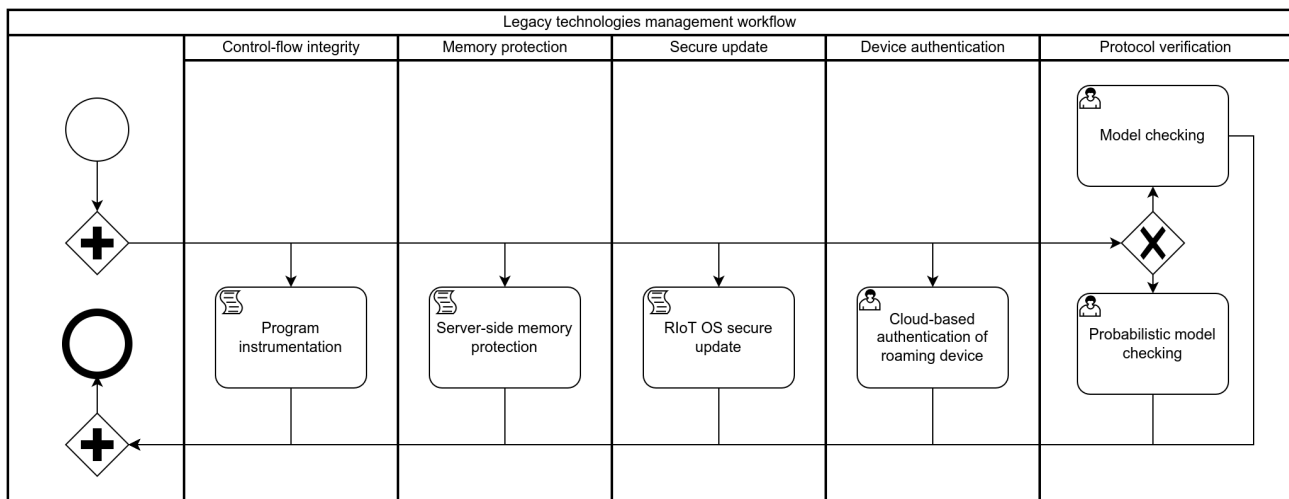 Legacy technologies management workflow
Control-flow integrity
Memory protection
Secure update
Device authentication
Protocol verification
Model checking
Program
instrumentation
Server-side memory
protection
RIoT OS secure
update
Cloud-based
authentication of
roaming device
Probabilistic model
checking